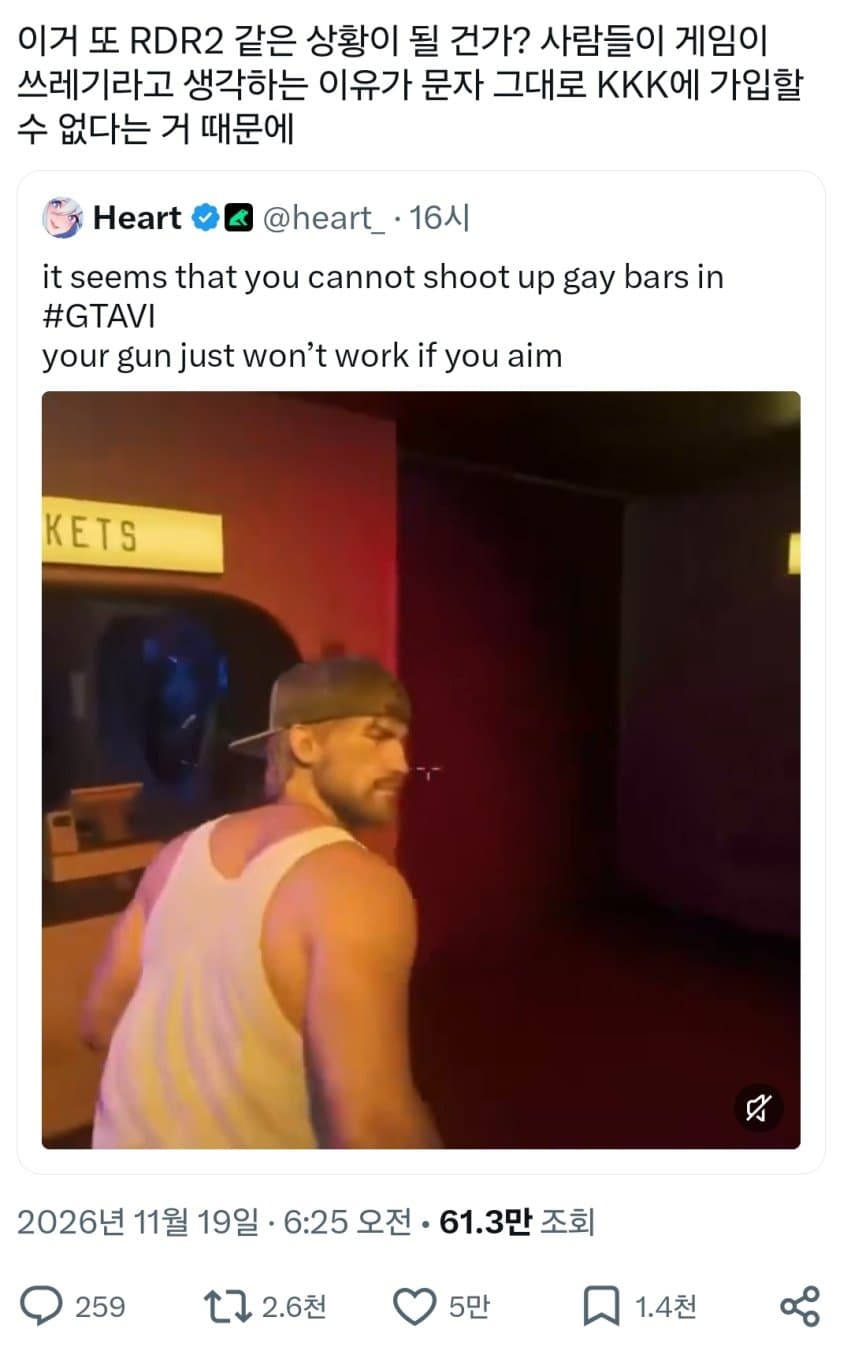 이거 또 RDR2 같은 상황이 될 건가? 사람들이 게임이
쓰레기라고 생각하는 이유가 문자 그대로 KKK에 가입할
수 없다는 거 때문에
Heart @heart_ · 16시
it seems that you cannot shoot up gay bars in
#GTAVI
your gun just won’t work if you aim
KETS
2026년 11월 19일 · 6:25 오전 · 61.3만 조회
259 2.6천 5만 1.4천